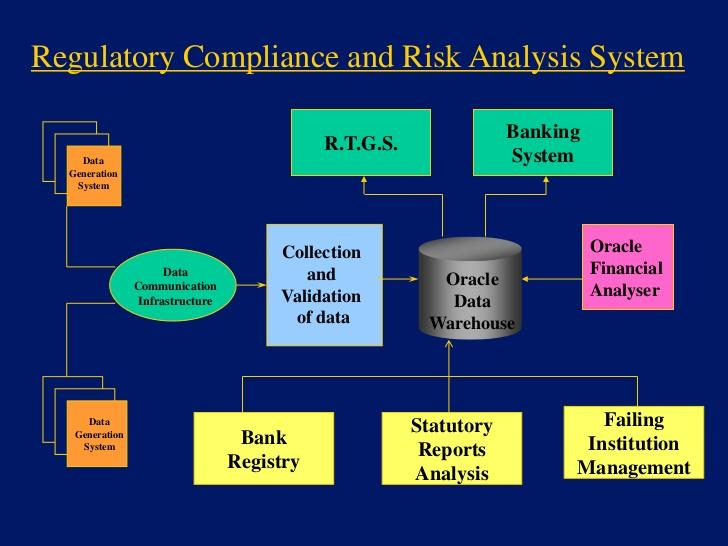 Regulatory Compliance and Risk Analysis System
R.T.G.S.
Banking
System
Data
Generation
System
Data
Communication
Infrastructure
Collection
and
Validation
of data
Oracle
Data
Warehouse
Oracle
Financial
Analyser
Data
Generation
System
Bank
Registry
Statutory
Reports
Analysis
Failing
Institution
Management